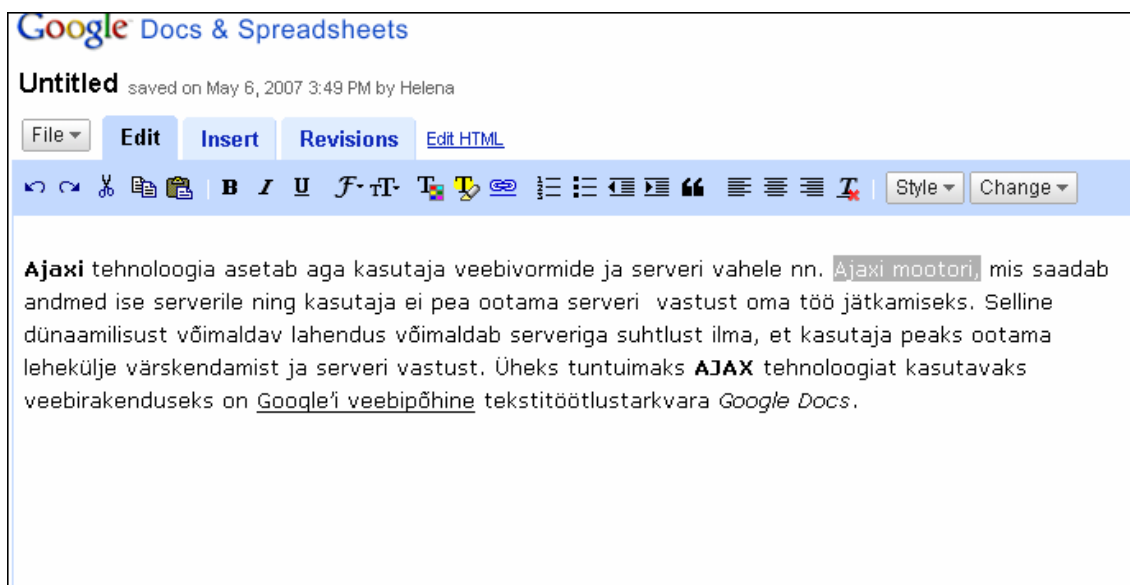 Google Docs & Spreadsheets
Untitled saved on May 6, 2007 3:49 PM by Helena
File Edit Insert Revisions Edit HTML
B I U F TT T T Style Change
Ajaxi tehnoloogia asetab aga kasutaja veebivormide ja serveri vahele nn. Ajaxi mootori, mis saadab
andmed ise serverile ning kasutaja ei pea ootama serveri vastust oma töö jätkamiseks. Selline
dünaamilisust võimaldav lahendus võimaldab serveriga suhtlust ilma, et kasutaja peaks ootama
lehekülje värskendamist ja serveri vastust. Üheks tuntuimaks AJAX tehnoloogiat kasutavaks
veebirakenduseks on Google'i veebipõhine tekstitöötlustarkvara Google Docs.